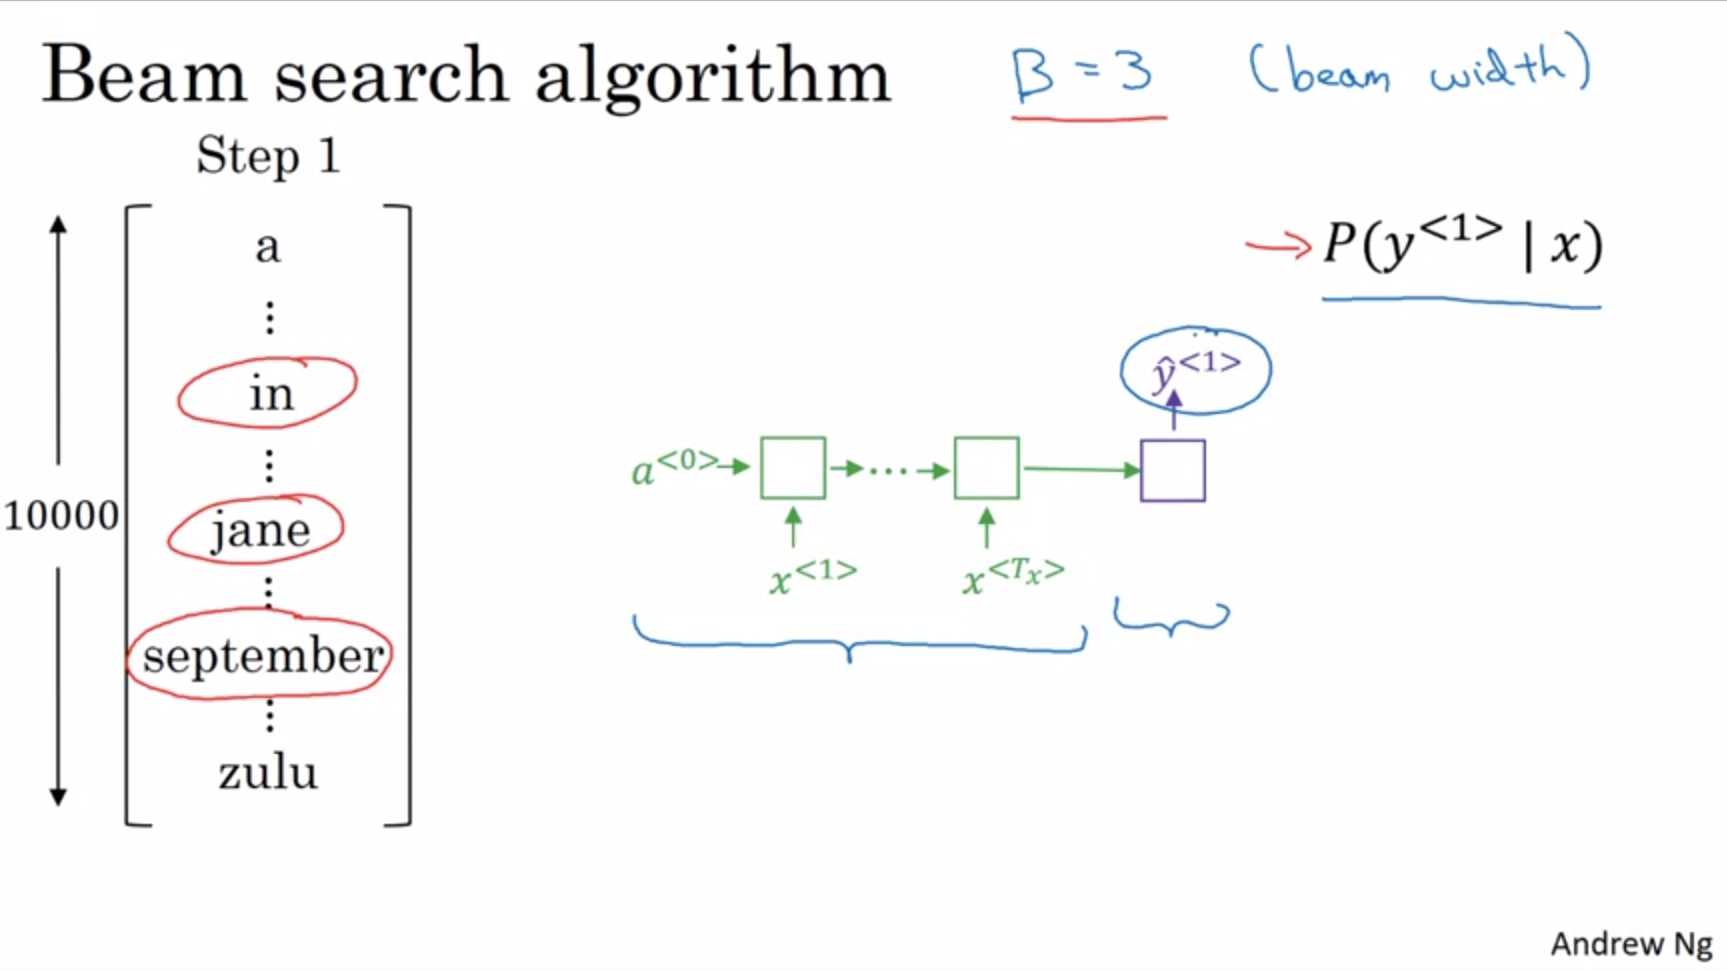 Beam search algorithm B = 3 (beam width)
Step 1
10000
a
⋮
in
⋮
jane
⋮
september
⋮
zulu
→ P(y<1> | x)
ŷ<1>
a<0> ...
x<1> x<Tx>
Andrew Ng